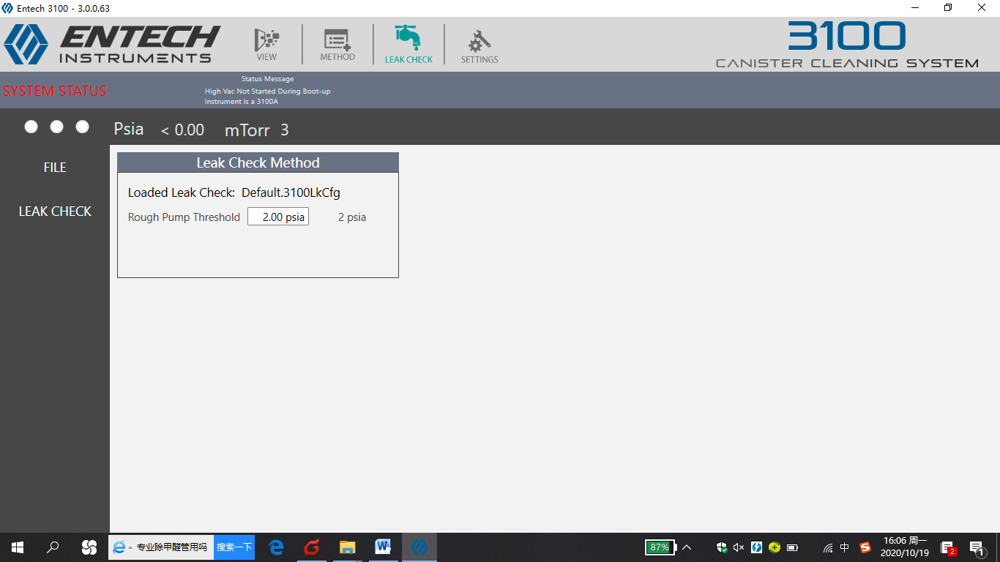 Entech 3100 - 3.0.0.63
ENTECH
INSTRUMENTS
VIEW
METHOD
LEAK CHECK
SETTINGS
3100
CANISTER CLEANING SYSTEM
SYSTEM STATUS
Status Message
High Vac Not Started During Boot-up
Instrument is a 3100A
Psia < 0.00 mTorr 3
FILE
LEAK CHECK
Leak Check Method
Loaded Leak Check: Default.3100LkCfg
Rough Pump Threshold 2.00 psia 2 psia
专业除甲醛管用吗 搜索一下
87%
中
16:06 周一
2020/10/19
2
1